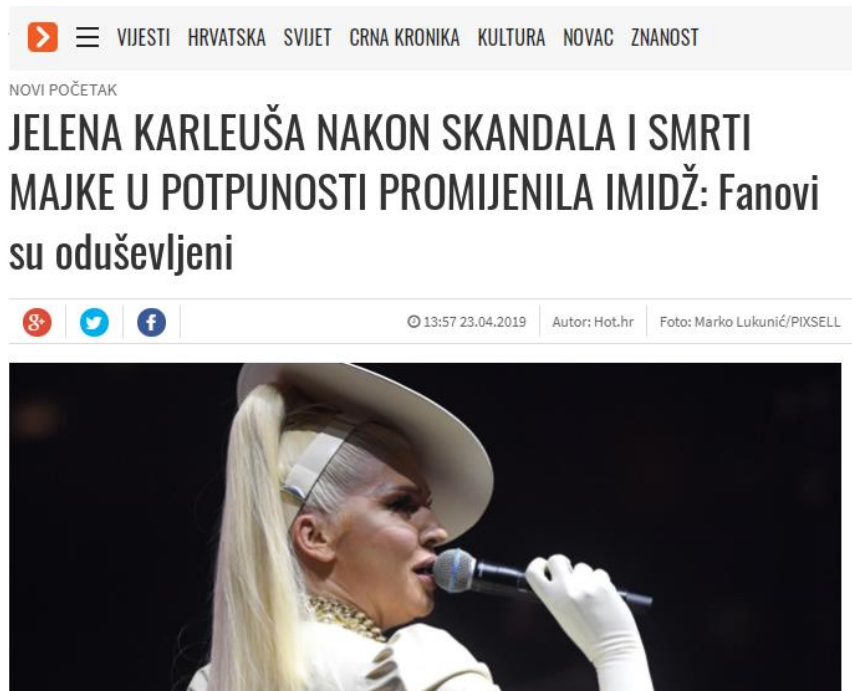 VIJESTI HRVATSKA SVIJET CRNA KRONIKA KULTURA NOVAC ZNANOST
NOVI POČETAK
JELENA KARLEUŠA NAKON SKANDALA I SMRTI
MAJKE U POTPUNOSTI PROMIJENILA IMIDŽ: Fanovi
su oduševljeni
13:57 23.04.2019 Autor: Hot.hr Foto: Marko Lukunić/PIXSELL